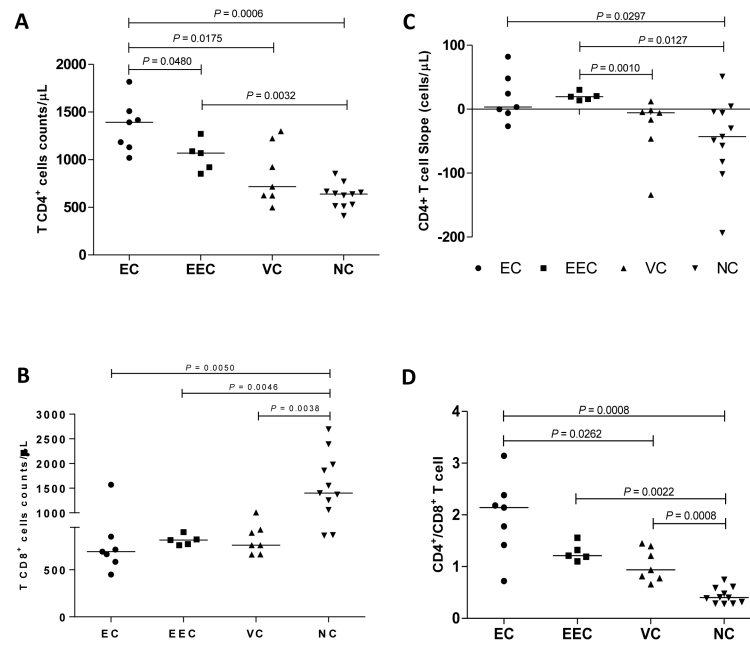 A
P = 0.0006
P = 0.0175
P = 0.0480
P = 0.0032
2000
1500
1000
500
0
T CD4+ cells counts/μL
EC EEC VC NC
C
P = 0.0297
P = 0.0127
P = 0.0010
100
0
-100
-200
CD4+ T cell Slope (cells/μL)
EC EEC VC NC
B
P = 0.0050
P = 0.0046
P = 0.0038
3000
2500
2000
1500
1000
500
0
T CD8+ cells counts/μL
EC EEC VC NC
D
P = 0.0008
P = 0.0262
P = 0.0022
P = 0.0008
4
3
2
1
0
CD4+/CD8+ T cell
EC EEC VC NC